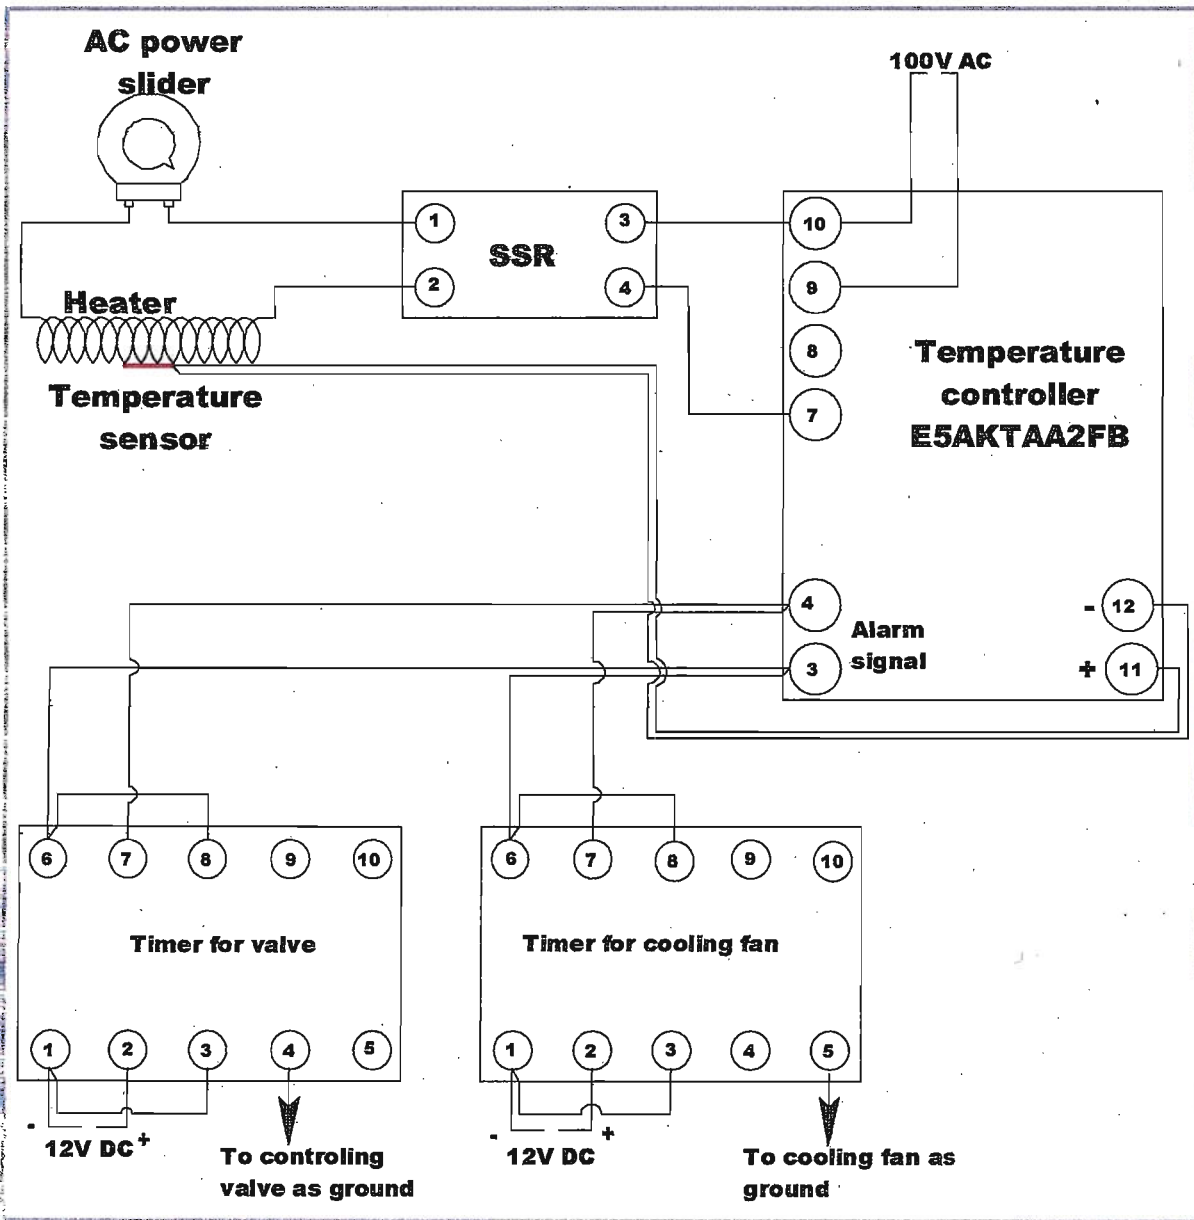 AC power
slider
100V AC
1
3
10
SSR
2
4
9
Heater
8
Temperature
controller
E5AKTAA2FB
7
Temperature
sensor
4
- 12
Alarm
signal
3
+ 11
6 7 8 9 10
6 7 8 9 10
Timer for valve
Timer for cooling fan
1 2 3 4 5
1 2 3 4 5
- 12V DC +
- 12V DC +
To controling
valve as ground
To cooling fan as
ground